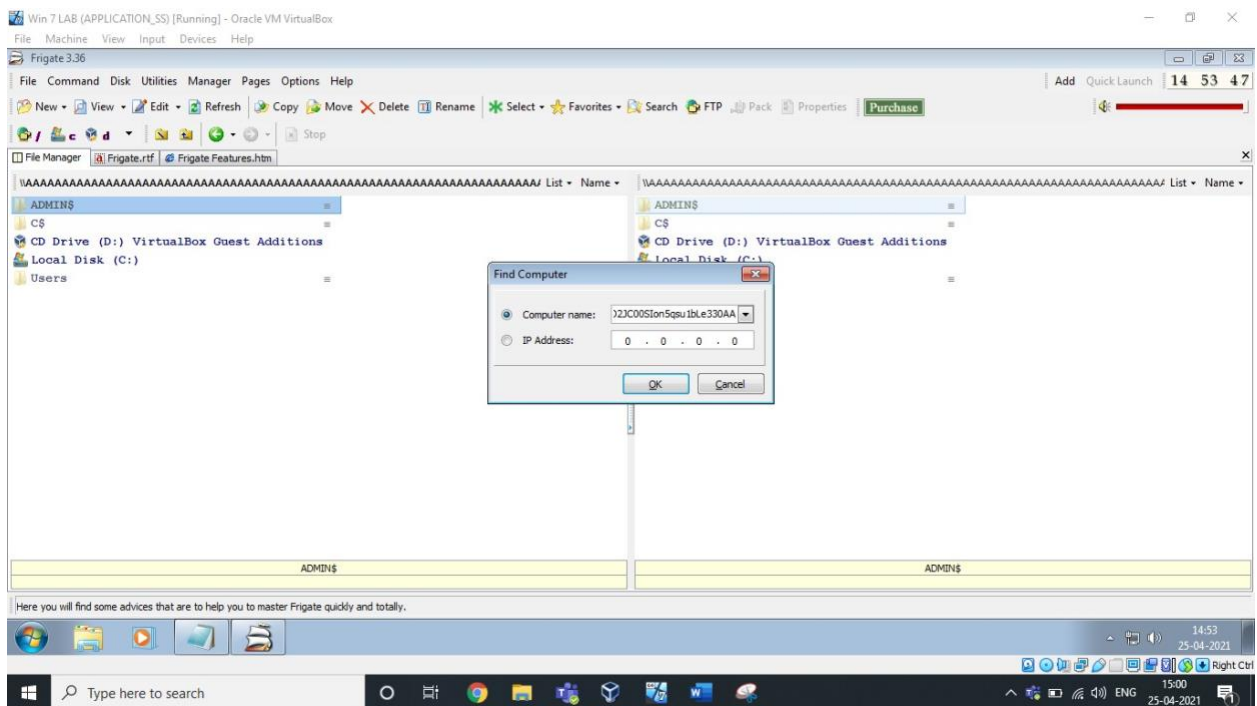 Win 7 LAB (APPLICATION_SS) [Running] - Oracle VM VirtualBox
File Machine View Input Devices Help
Frigate 3.36
File Command Disk Utilities Manager Pages Options Help
Add Quick Launch 14 53 47
New View Edit Refresh Copy Move Delete Rename Select Favorites Search FTP Pack Properties Purchase
/ c d Stop
File Manager Frigate.rtf Frigate Features.htm
List Name List Name
ADMIN$ ADMIN$
C$ C$
CD Drive (D:) VirtualBox Guest Additions CD Drive (D:) VirtualBox Guest Additions
Local Disk (C:) Local Disk (C:)
Users
Find Computer
Computer name:
IP Address: 0 . 0 . 0 . 0
OK Cancel
ADMIN$ ADMIN$
Here you will find some advices that are to help you to master Frigate quickly and totally.
14:53
25-04-2021
Right Ctrl
Type here to search
ENG 15:00
25-04-2021